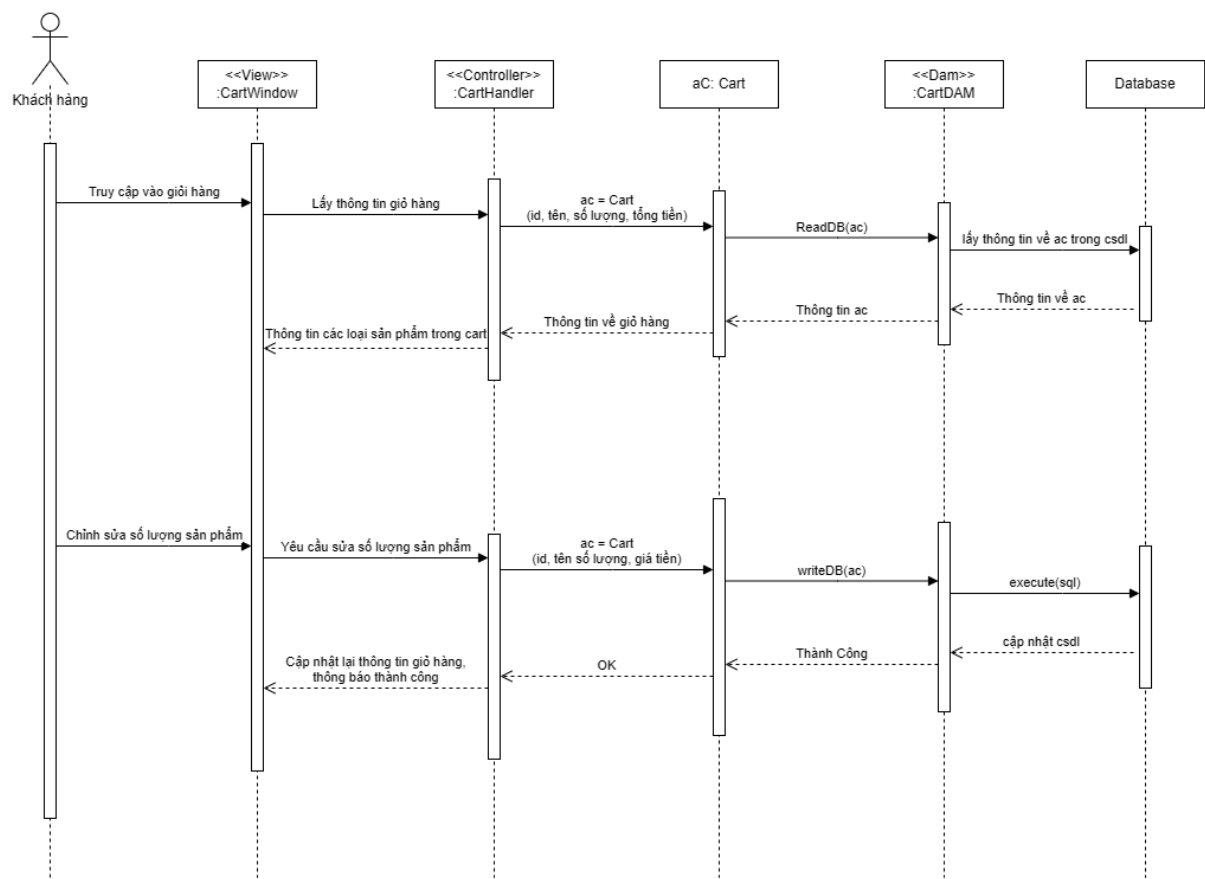 Khách hàng
<<View>>
:CartWindow
<<Controller>>
:CartHandler
aC: Cart
<<Dam>>
:CartDAM
Database
Truy cập vào giỏi hàng
Lấy thông tin giỏ hàng
ac = Cart
(id, tên, số lượng, tổng tiền)
ReadDB(ac)
lấy thông tin về ac trong csdl
Thông tin về ac
Thông tin ac
Thông tin về giỏ hàng
Thông tin các loại sản phẩm trong cart
Chỉnh sửa số lượng sản phẩm
Yêu cầu sửa số lượng sản phẩm
ac = Cart
(id, tên số lượng, giá tiền)
writeDB(ac)
execute(sql)
cập nhật csdl
Thành Công
OK
Cập nhật lại thông tin giỏ hàng,
thông báo thành công